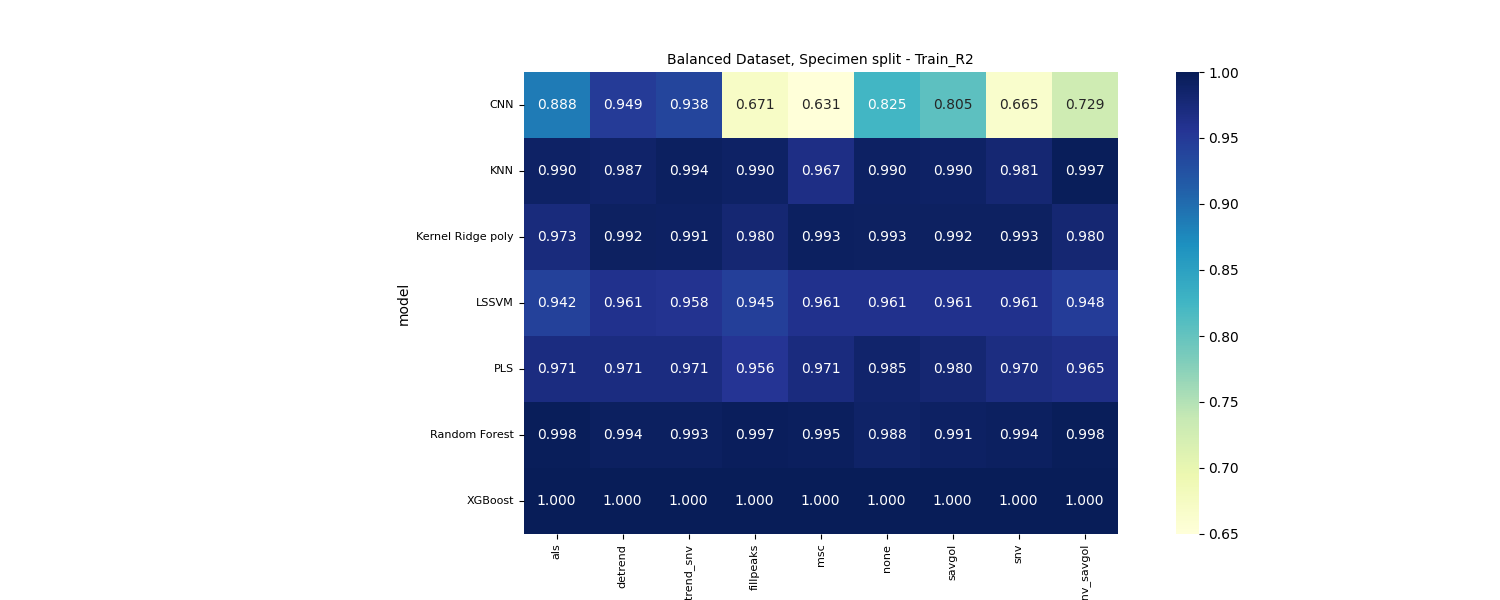 Balanced Dataset, Specimen split - Train_R2
model
CNN 0.888 0.949 0.938 0.671 0.631 0.825 0.805 0.665 0.729
KNN 0.990 0.987 0.994 0.990 0.967 0.990 0.990 0.981 0.997
Kernel Ridge poly 0.973 0.992 0.991 0.980 0.993 0.993 0.992 0.993 0.980
LSSVM 0.942 0.961 0.958 0.945 0.961 0.961 0.961 0.961 0.948
PLS 0.971 0.971 0.971 0.956 0.971 0.985 0.980 0.970 0.965
Random Forest 0.998 0.994 0.993 0.997 0.995 0.988 0.991 0.994 0.998
XGBoost 1.000 1.000 1.000 1.000 1.000 1.000 1.000 1.000 1.000
als detrend trend_snv fillpeaks msc none savgol snv nv_savgol
1.00
0.95
0.90
0.85
0.80
0.75
0.70
0.65